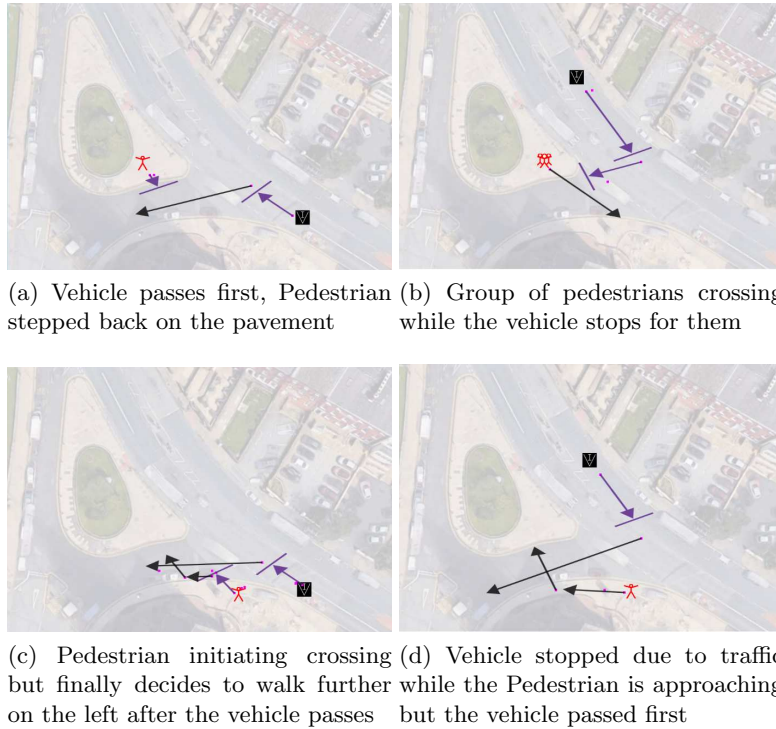 (a) Vehicle passes first, Pedestrian
stepped back on the pavement
(b) Group of pedestrians crossing
while the vehicle stops for them
(c) Pedestrian initiating crossing
but finally decides to walk further
on the left after the vehicle passes
(d) Vehicle stopped due to traffic
while the Pedestrian is approaching
but the vehicle passed first